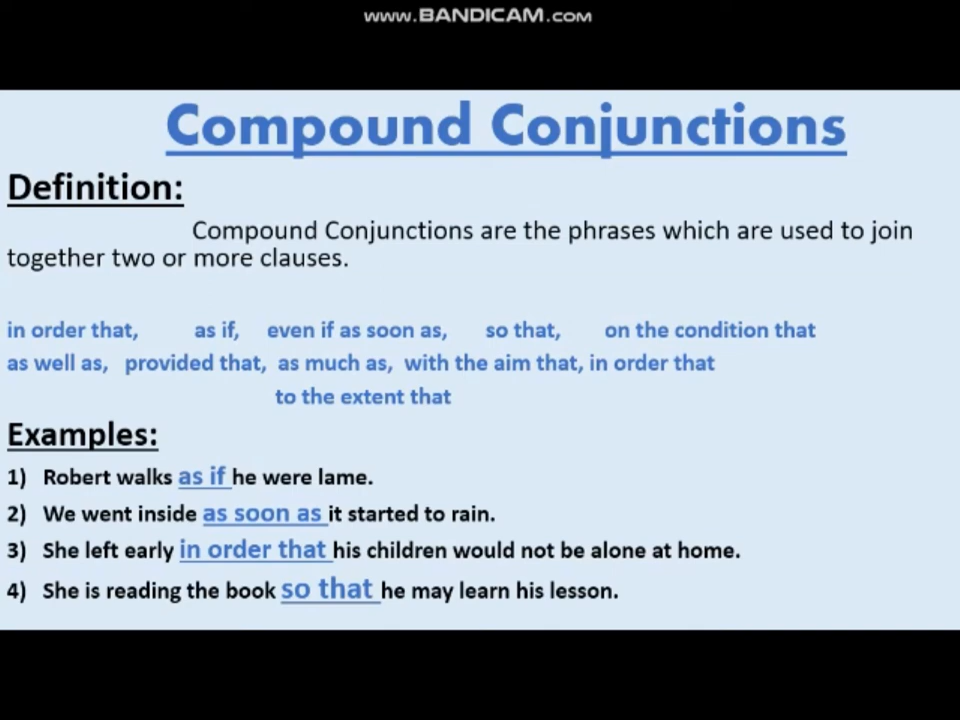 www.BANDICAM.com
Compound Conjunctions
Definition:
Compound Conjunctions are the phrases which are used to join
together two or more clauses.
in order that, as if, even if as soon as, so that, on the condition that
as well as, provided that, as much as, with the aim that, in order that
to the extent that
Examples:
1) Robert walks as if he were lame.
2) We went inside as soon as it started to rain.
3) She left early in order that his children would not be alone at home.
4) She is reading the book so that he may learn his lesson.